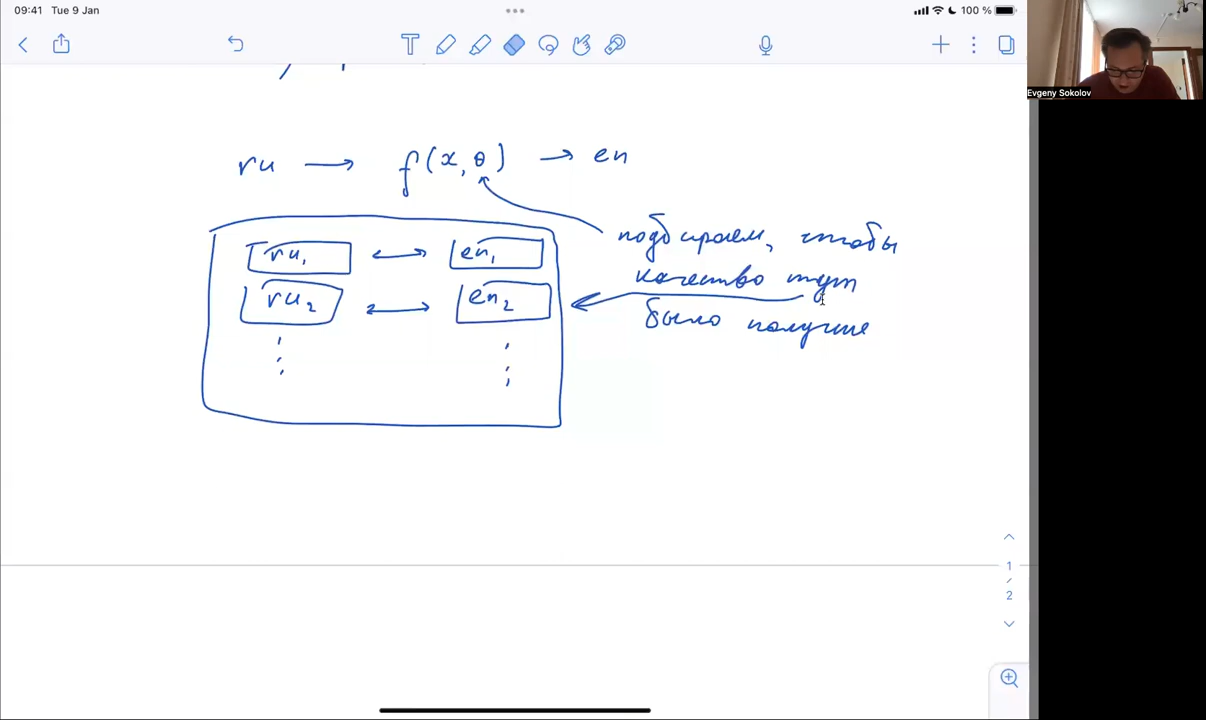 09:41 Tue 9 Jan
100 %
T
Evgeny Sokolov
ru → f(x, θ) → en
подбираем, чтобы
качество тут
было получше
ru₁ ↔ en₁
ru₂ ↔ en₂
1
/
2